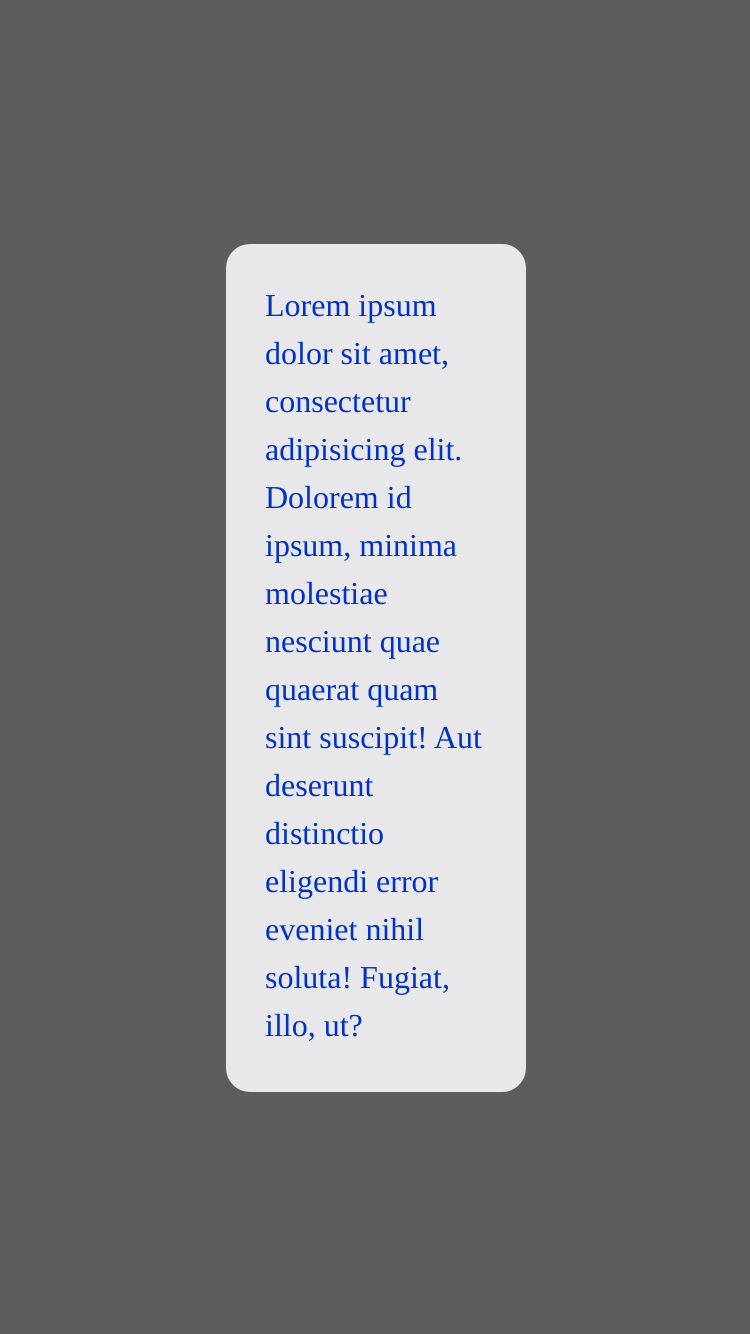 Lorem ipsum
dolor sit amet,
consectetur
adipisicing elit.
Dolorem id
ipsum, minima
molestiae
nesciunt quae
quaerat quam
sint suscipit! Aut
deserunt
distinctio
eligendi error
eveniet nihil
soluta! Fugiat,
illo, ut?